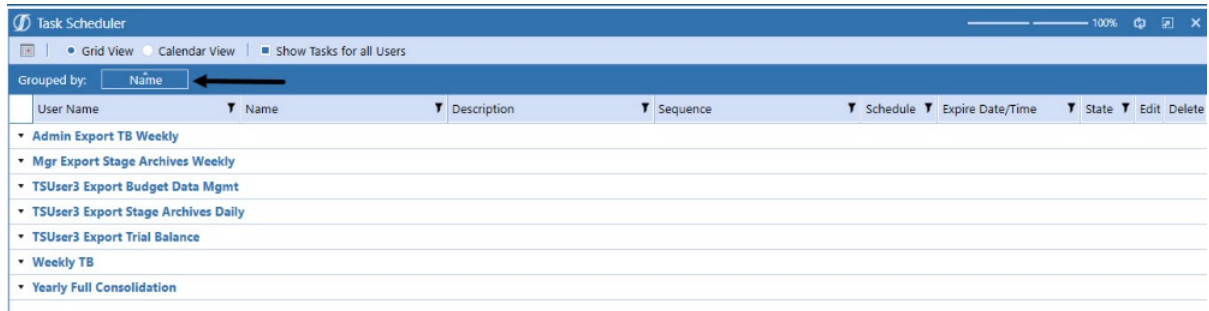 Task Scheduler 100%
Grid View Calendar View Show Tasks for all Users
Grouped by: Name
User Name Name Description Sequence Schedule Expire Date/Time State Edit Delete
Admin Export TB Weekly
Mgr Export Stage Archives Weekly
TSUser3 Export Budget Data Mgmt
TSUser3 Export Stage Archives Daily
TSUser3 Export Trial Balance
Weekly TB
Yearly Full Consolidation